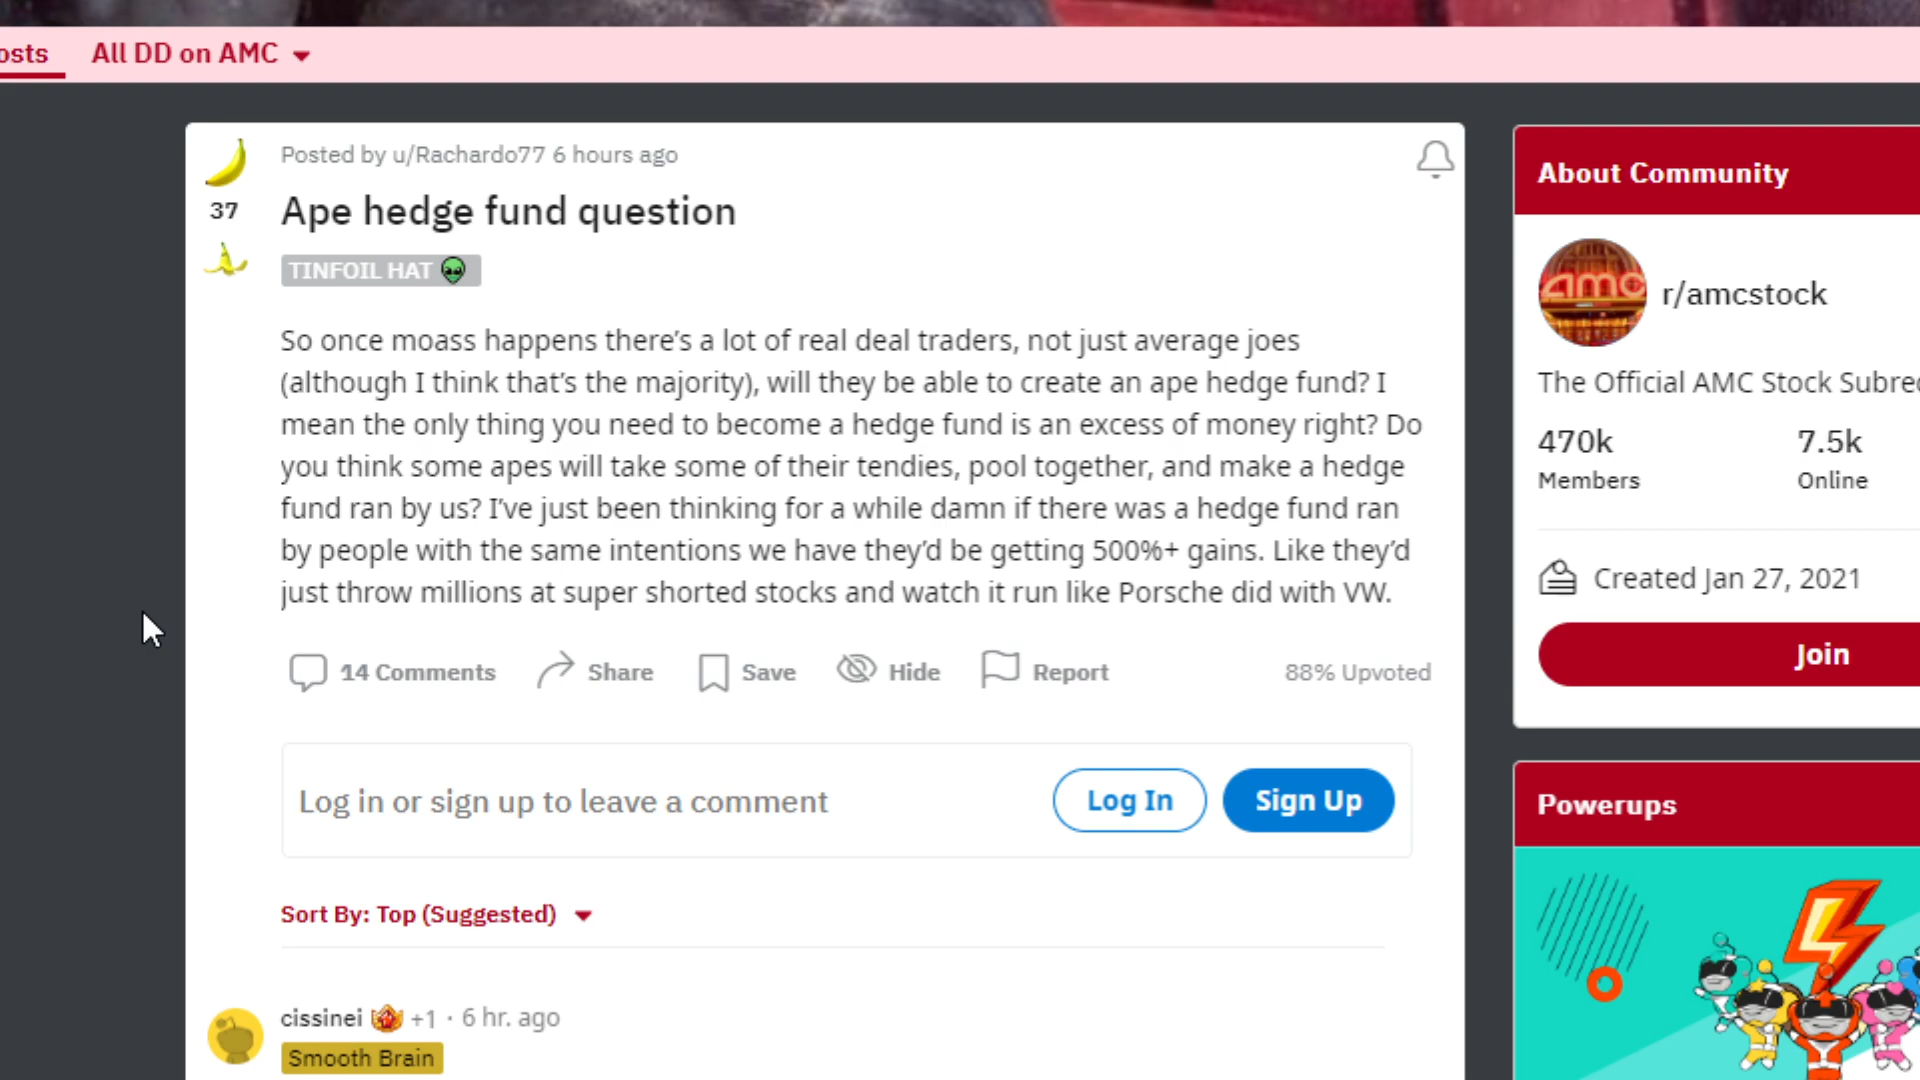 osts
All DD on AMC
Posted by u/Rachardo77 6 hours ago
37
Ape hedge fund question
TINFOIL HAT
So once moass happens there's a lot of real deal traders, not just average joes
(although I think that's the majority), will they be able to create an ape hedge fund? I
mean the only thing you need to become a hedge fund is an excess of money right? Do
you think some apes will take some of their tendies, pool together, and make a hedge
fund ran by us? I've just been thinking for a while damn if there was a hedge fund ran
by people with the same intentions we have they'd be getting 500%+ gains. Like they'd
just throw millions at super shorted stocks and watch it run like Porsche did with VW.
14 Comments Share Save Hide Report 88% Upvoted
Log in or sign up to leave a comment Log In Sign Up
Sort By: Top (Suggested)
cissinei +1 · 6 hr. ago
Smooth Brain
About Community
amc
r/amcstock
The Official AMC Stock Subre
470k 7.5k
Members Online
Created Jan 27, 2021
Join
Powerups